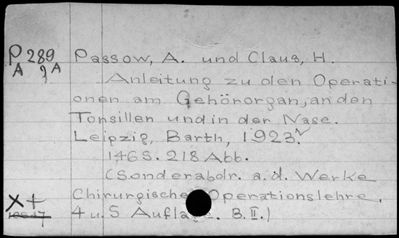 P 289 Passow, A. und Claus, H.
A 9A
Anleitung zu den Operati-
onen am Gehörorgan, an den
Tonsillen und in der Nase.
Leipzig, Barth, 1923.
146 S. 218 Abb.
(Sonderabdr. a. d. Werke
X+ Chirurgische Operationslehre,
4 u. 5 Auflage. B. II.)